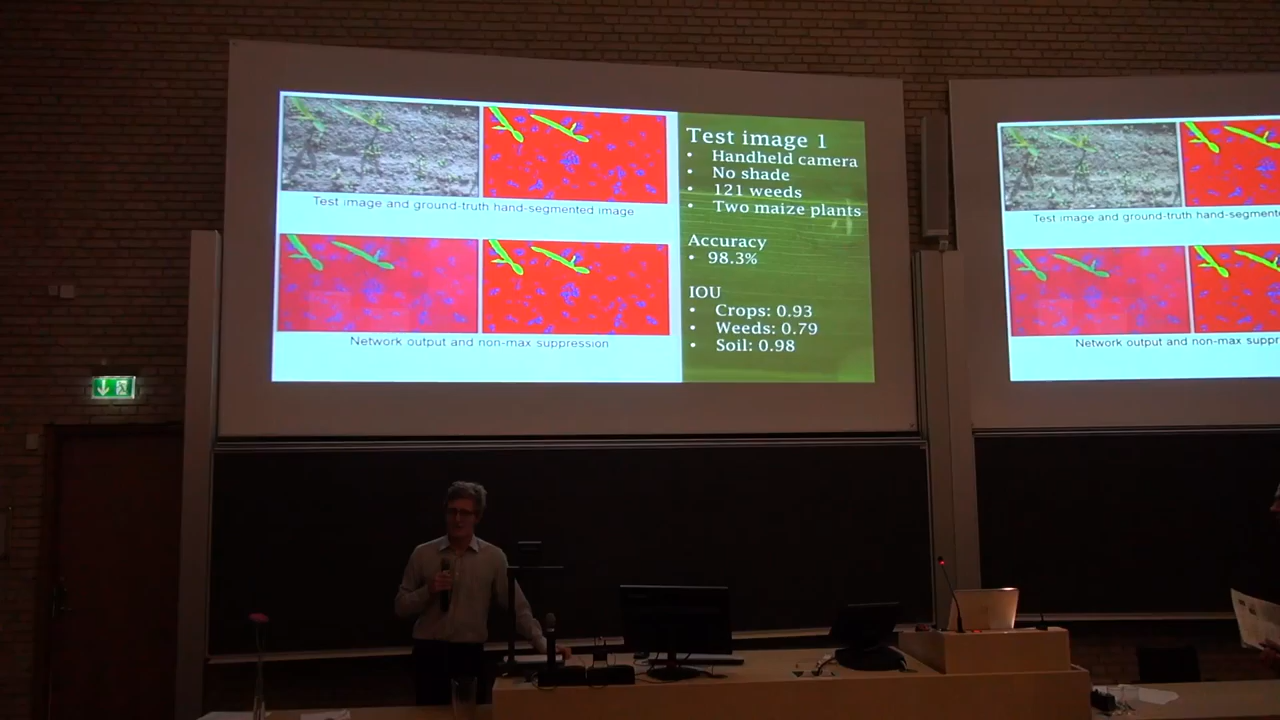 Test image and ground-truth hand-segmented image
Network output and non-max suppression
Test image 1
• Handheld camera
• No shade
• 121 weeds
• Two maize plants
Accuracy
• 98.3%
IOU
• Crops: 0.93
• Weeds: 0.79
• Soil: 0.98
Test image and ground-truth hand-segmente
Network output and non-max suppr